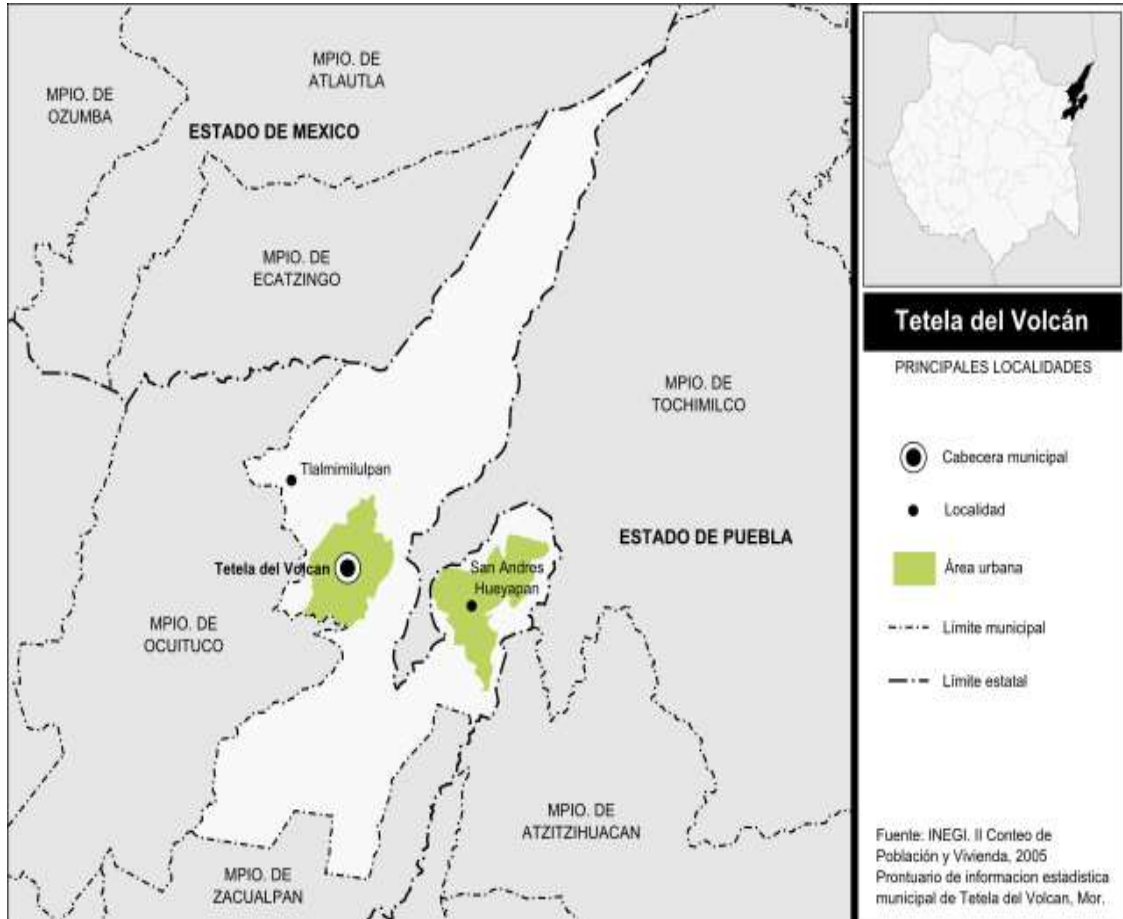 MPIO. DE
ATLAUTLA
MPIO. DE
OZUMBA
ESTADO DE MEXICO
MPIO. DE
ECATZINGO
MPIO. DE
TOCHIMILCO
Tlalmimilulpan
ESTADO DE PUEBLA
Tetela del Volcan
San Andres
Hueyapan
MPIO. DE
OCUITUCO
MPIO. DE
ATZITZIHUACAN
MPIO. DE
ZACUALPAN
Tetela del Volcán
PRINCIPALES LOCALIDADES
Cabecera municipal
Localidad
Área urbana
Límite municipal
Límite estatal
Fuente: INEGI. II Conteo de
Población y Vivienda, 2005
Prontuario de informacion estadistica
municipal de Tetela del Volcan, Mor.